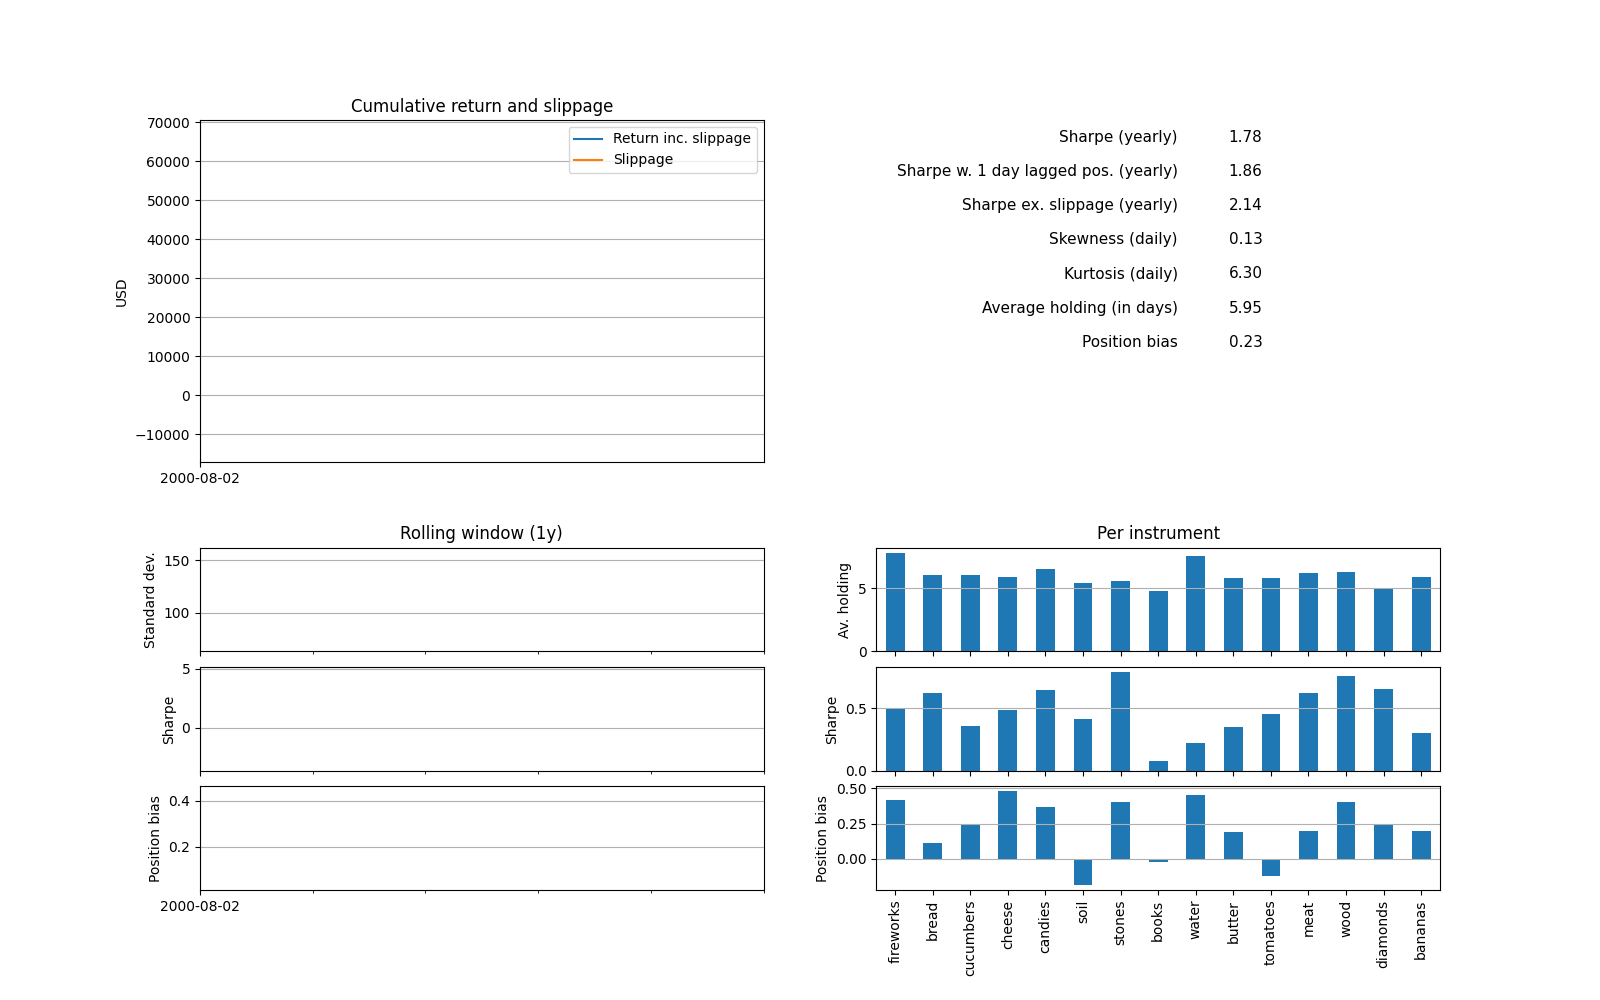 Cumulative return and slippage
70000
60000
50000
40000
30000
20000
10000
0
−10000
USD
2000-08-02
Return inc. slippage
Slippage
Sharpe (yearly) 1.78
Sharpe w. 1 day lagged pos. (yearly) 1.86
Sharpe ex. slippage (yearly) 2.14
Skewness (daily) 0.13
Kurtosis (daily) 6.30
Average holding (in days) 5.95
Position bias 0.23
Rolling window (1y)
150
100
Standard dev.
5
0
Sharpe
0.4
0.2
Position bias
2000-08-02
Per instrument
5
0
Av. holding
0.5
0.0
Sharpe
0.50
0.25
0.00
Position bias
fireworks
bread
cucumbers
cheese
candies
soil
stones
books
water
butter
tomatoes
meat
wood
diamonds
bananas